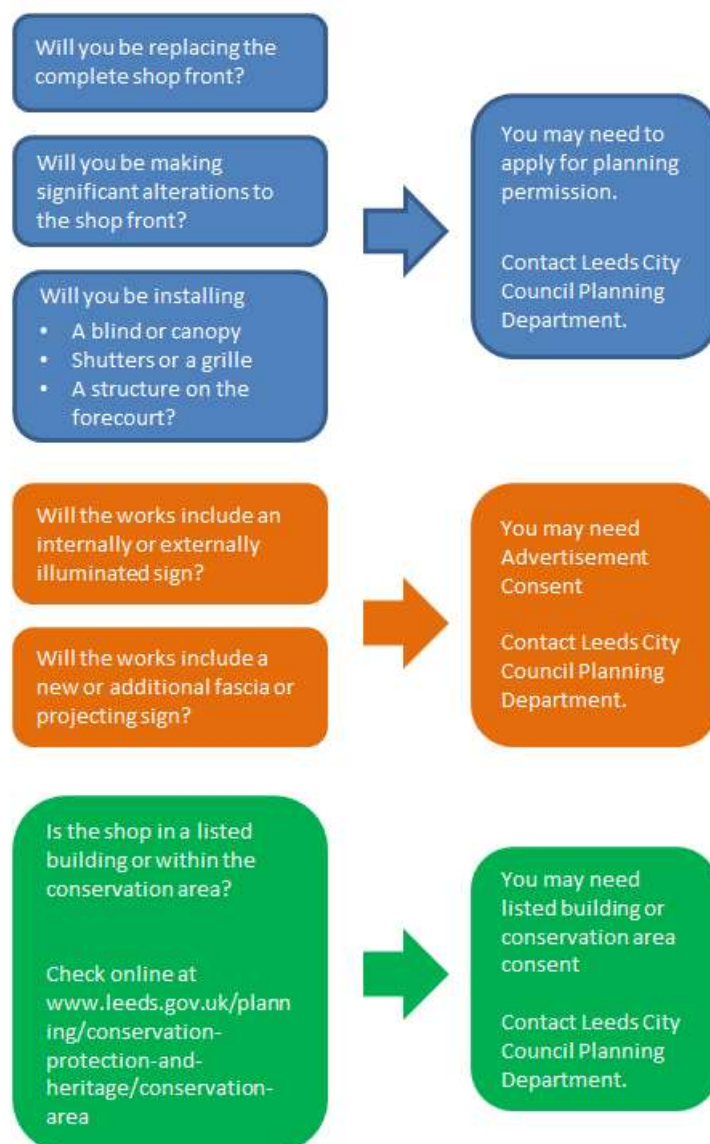 Will you be replacing the
complete shop front?
Will you be making
significant alterations to
the shop front?
Will you be installing
• A blind or canopy
• Shutters or a grille
• A structure on the
forecourt?
You may need to
apply for planning
permission.
Contact Leeds City
Council Planning
Department.
Will the works include an
internally or externally
illuminated sign?
Will the works include a
new or additional fascia or
projecting sign?
You may need
Advertisement
Consent
Contact Leeds City
Council Planning
Department.
Is the shop in a listed
building or within the
conservation area?
Check online at
www.leeds.gov.uk/plann
ing/conservation-
protection-and-
heritage/conservation-
area
You may need
listed building or
conservation area
consent
Contact Leeds City
Council Planning
Department.